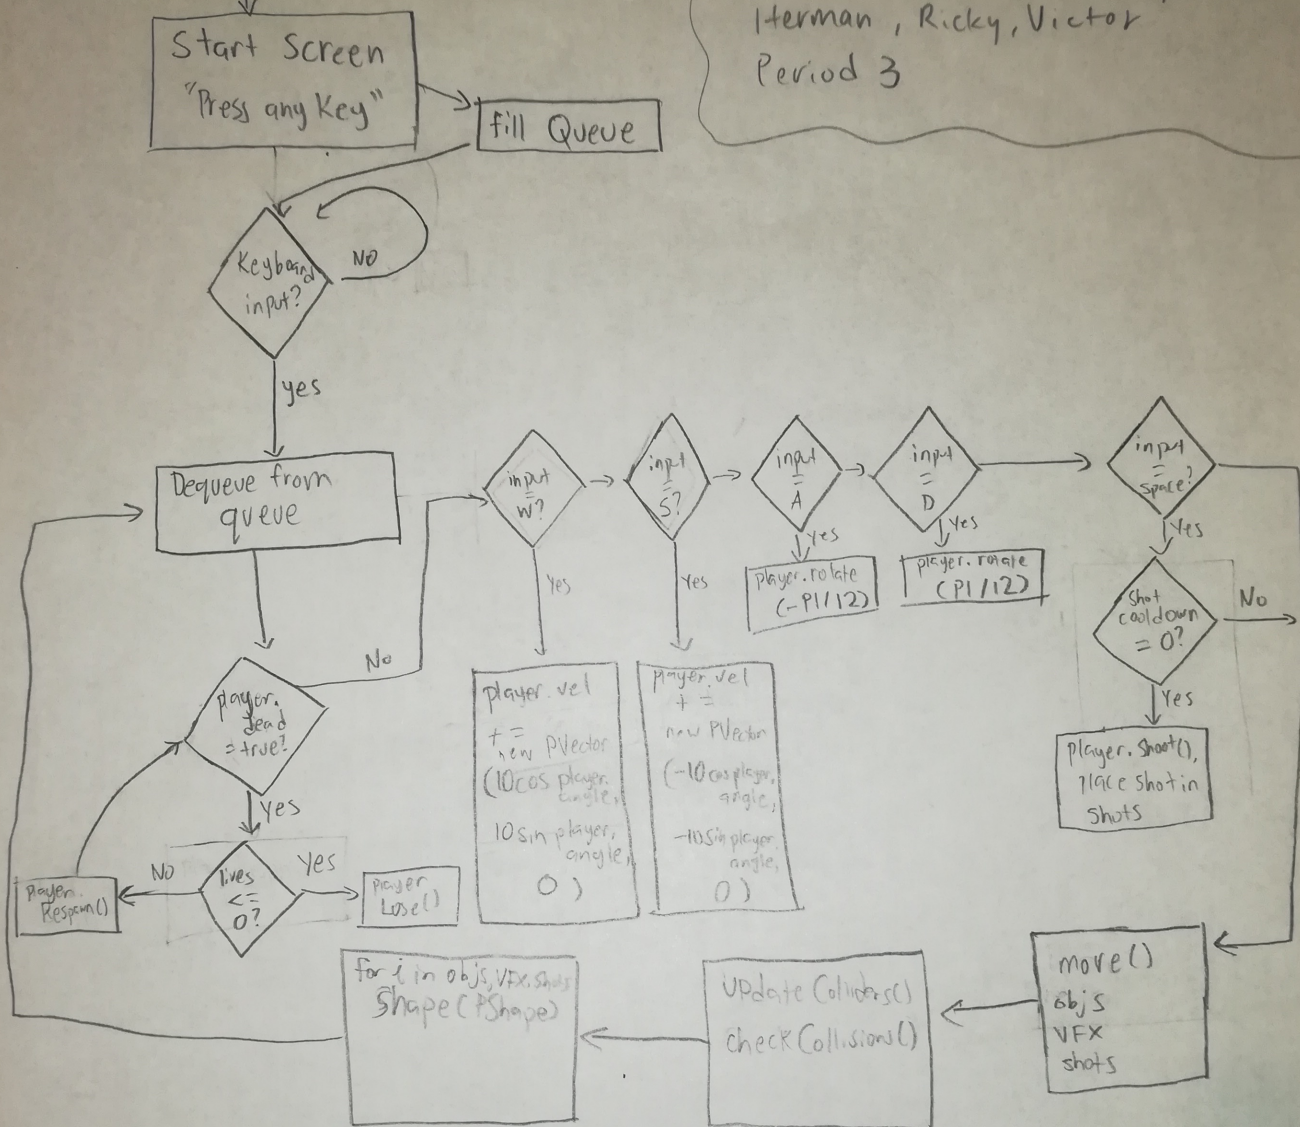 Herman, Ricky, Victor
Period 3
Start Screen
"Press any Key"
fill Queue
Keyboard
input?
NO
yes
Dequeue from
queue
player.
dead
= true?
No
Yes
lives
<=
0?
No
Yes
player.
Respawn()
player
Lose()
input
=
W?
Yes
player.vel
+ =
new PVector
(10cos player.
angle,
10sin player.
angle,
0)
input
=
S?
Yes
player.vel
+ =
new PVector
(-10cos player.
angle,
-10sin player.
angle,
0)
input
=
A
Yes
player.rotate
(-PI/12)
input
=
D
Yes
player.rotate
(PI/12)
input
=
space?
Yes
Shot
cooldown
= 0?
No
Yes
player.Shoot(),
place shot in
shots
move()
objs
VFX
shots
Update Colliders()
check Collisions()
for i in objs, VFX, shots
Shape(PShape)